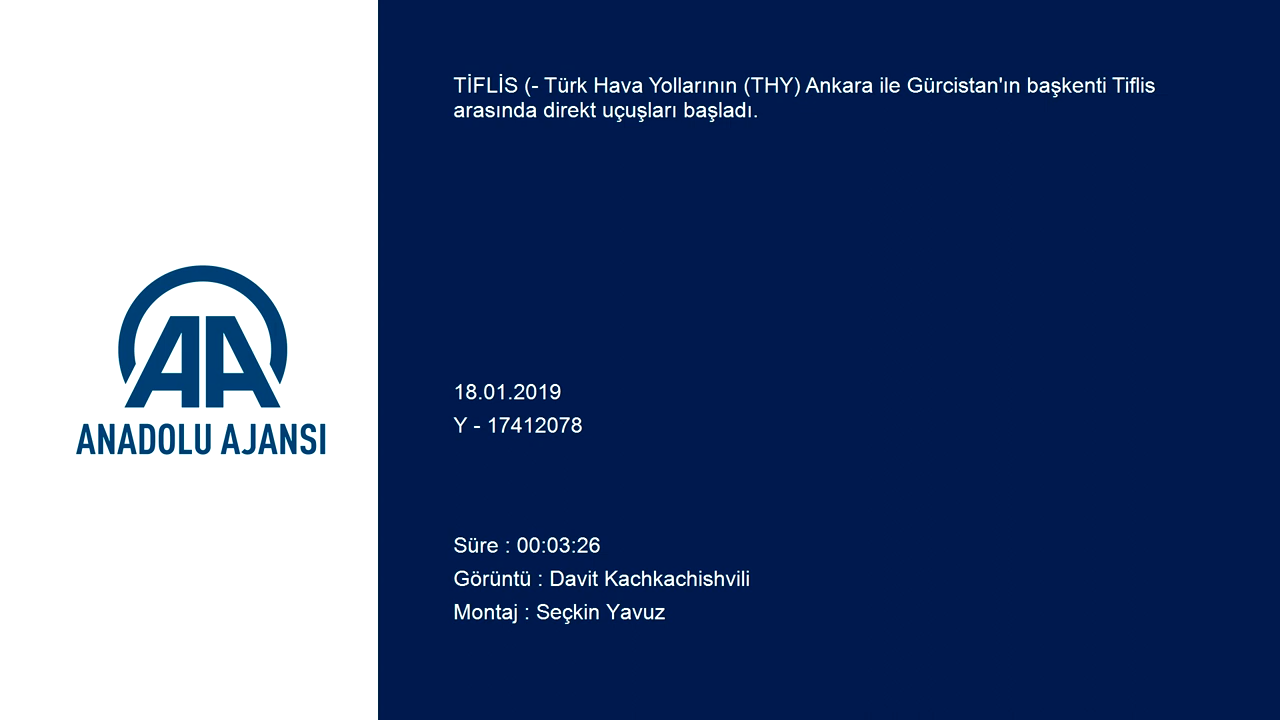 TİFLİS (- Türk Hava Yollarının (THY) Ankara ile Gürcistan'ın başkenti Tiflis
arasında direkt uçuşları başladı.
AA
ANADOLU AJANSI
18.01.2019
Y - 17412078
Süre : 00:03:26
Görüntü : Davit Kachkachishvili
Montaj : Seçkin Yavuz